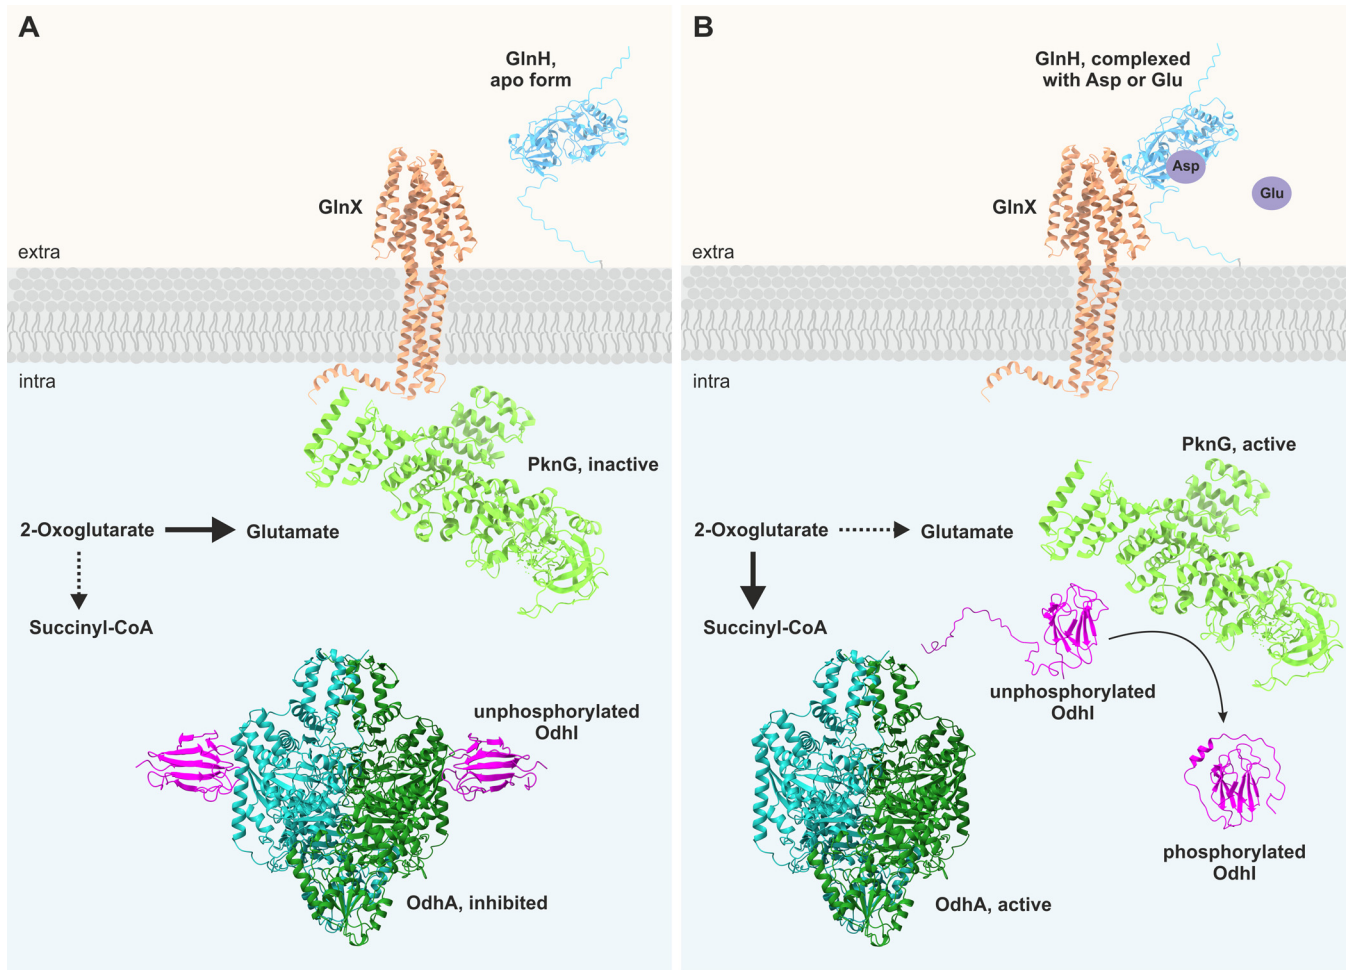 A
GlnH,
apo form
GlnX
extra
intra
PknG, inactive
2-Oxoglutarate
Glutamate
Succinyl-CoA
unphosphorylated
OdhI
OdhA, inhibited
B
GlnH, complexed
with Asp or Glu
Asp
Glu
GlnX
extra
intra
PknG, active
2-Oxoglutarate
Glutamate
Succinyl-CoA
unphosphorylated
OdhI
phosphorylated
OdhI
OdhA, active